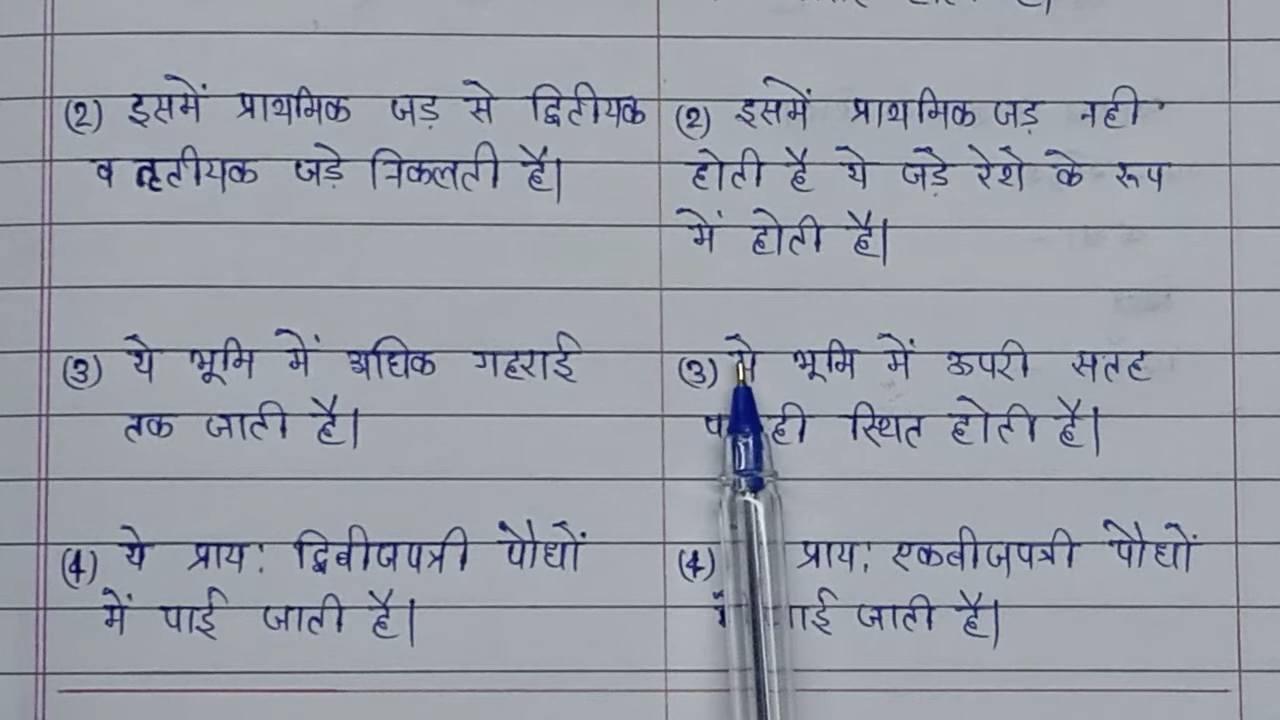 (2) इसमें प्राथमिक जड़ से द्वितीयक
व तृतीयक जड़े निकलती है।
(3) ये भूमि में अधिक गहराई
तक जाती है।
(4) ये प्राय: द्विबीजपत्री पौधों
में पाई जाती है।
(2) इसमें प्राथमिक जड़ नही
होती है ये जड़े रेशे के रूप
में होती है।
(3) ये भूमि में ऊपरी सतह
ही स्थित होती है।
(4) प्राय: एकबीजपत्री पौधों
जाती है।